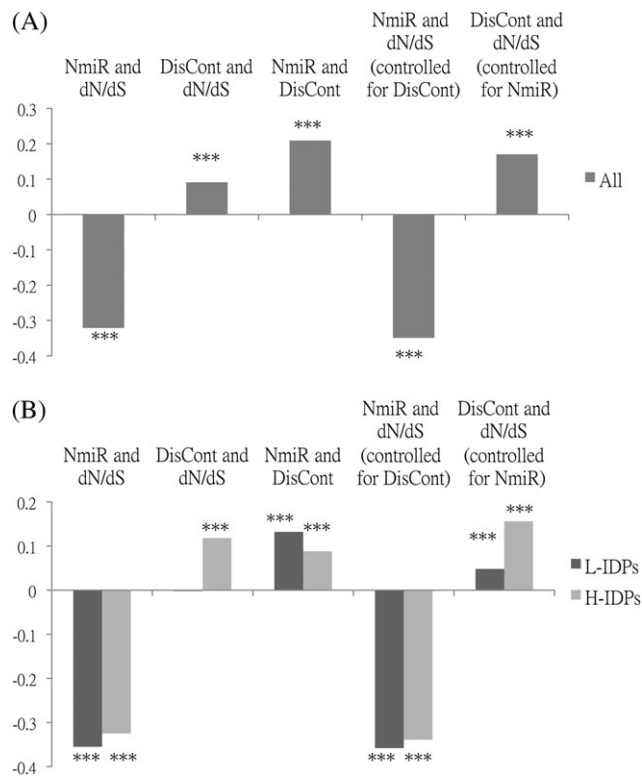 (A)
NmiR and
dN/dS
DisCont and
dN/dS
NmiR and
DisCont
NmiR and
dN/dS
(controlled
for DisCont)
DisCont and
dN/dS
(controlled
for NmiR)
0.3
0.2
0.1
0
-0.1
-0.2
-0.3
-0.4
***
***
***
***
***
All
(B)
NmiR and
dN/dS
DisCont and
dN/dS
NmiR and
DisCont
NmiR and
dN/dS
(controlled
for DisCont)
DisCont and
dN/dS
(controlled
for NmiR)
0.2
0.1
0
-0.1
-0.2
-0.3
-0.4
*** ***
***
*** ***
*** ***
*** ***
L-IDPs
H-IDPs